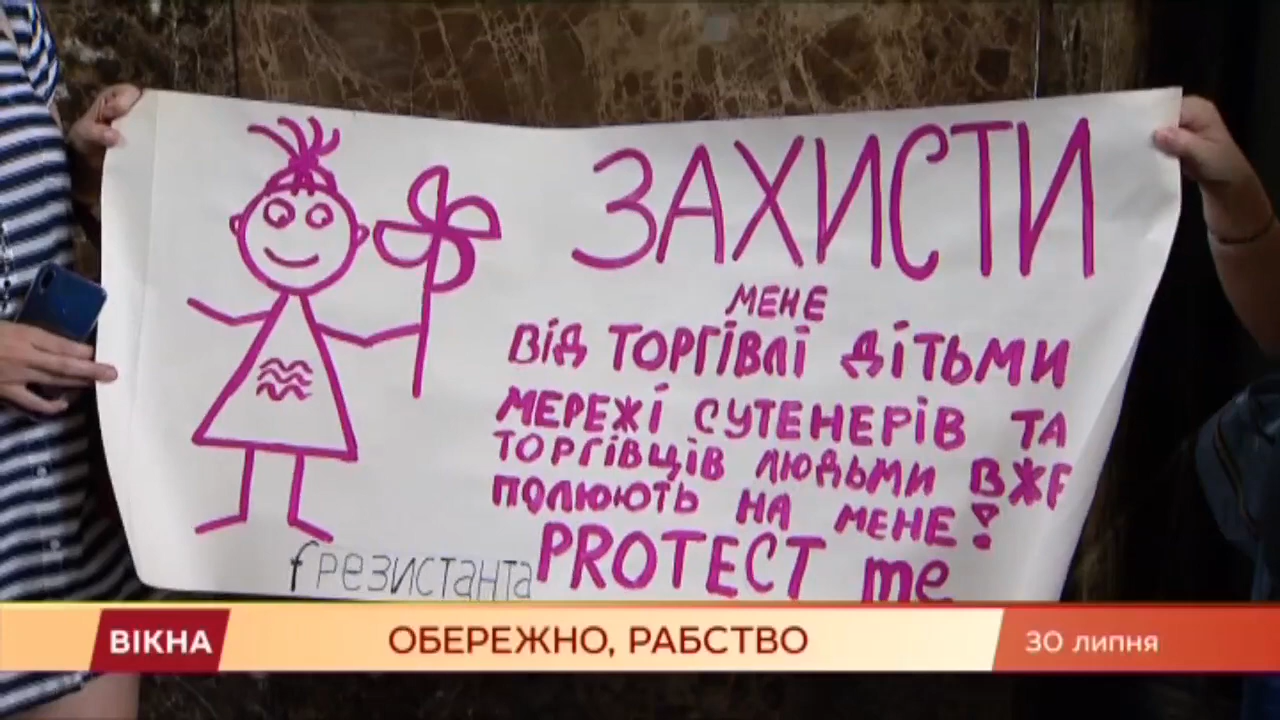 ЗАХИСТИ
МЕНЕ
ВІД ТОРГІВЛІ ДІТЬМИ
МЕРЕЖІ СУТЕНЕРІВ ТА
ТОРГІВЦІВ ЛЮДЬМИ ВЖЕ
ПОЛЮЮТЬ НА МЕНЕ!
PROTECT me
f РЕЗИСТАНТА
ВІКНА
ОБЕРЕЖНО, РАБСТВО
30 ЛИПНЯ